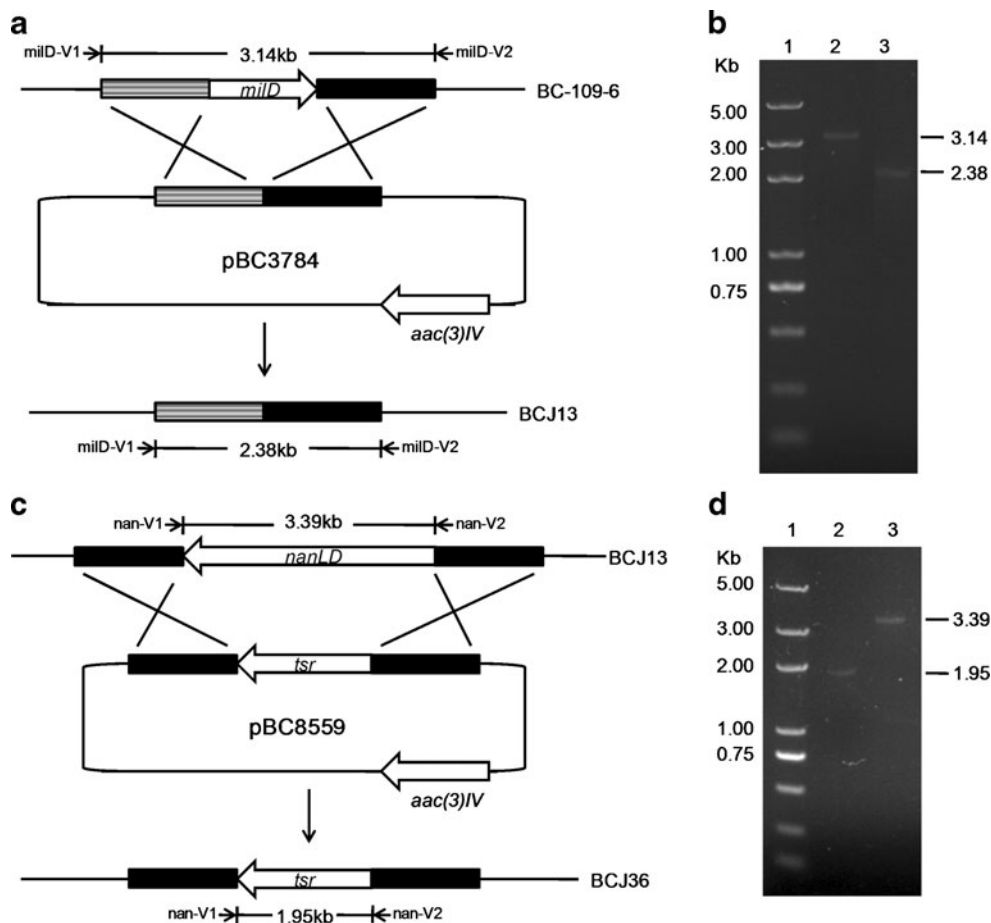 a
milD-V1 3.14kb milD-V2
milD BC-109-6
pBC3784
aac(3)IV
BCJ13
milD-V1 2.38kb milD-V2
b
1 2 3
Kb
5.00
3.00 3.14
2.00 2.38
1.00
0.75
c
nan-V1 3.39kb nan-V2
nanLD BCJ13
tsr
pBC8559
aac(3)IV
tsr BCJ36
nan-V1 1.95kb nan-V2
d
1 2 3
Kb
5.00
3.00 3.39
2.00 1.95
1.00
0.75